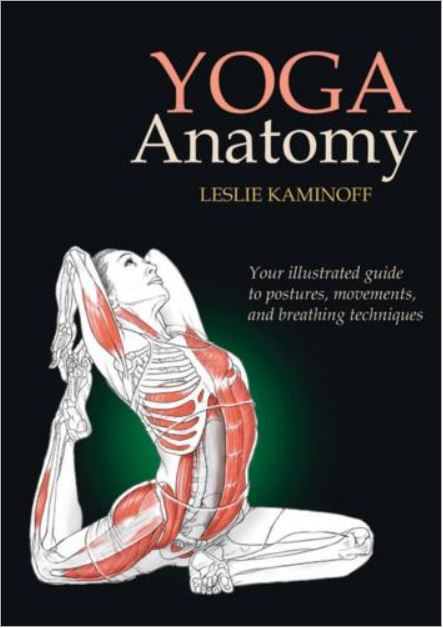 YOGA
Anatomy
LESLIE KAMINOFF
Your illustrated guide
to postures, movements,
and breathing techniques